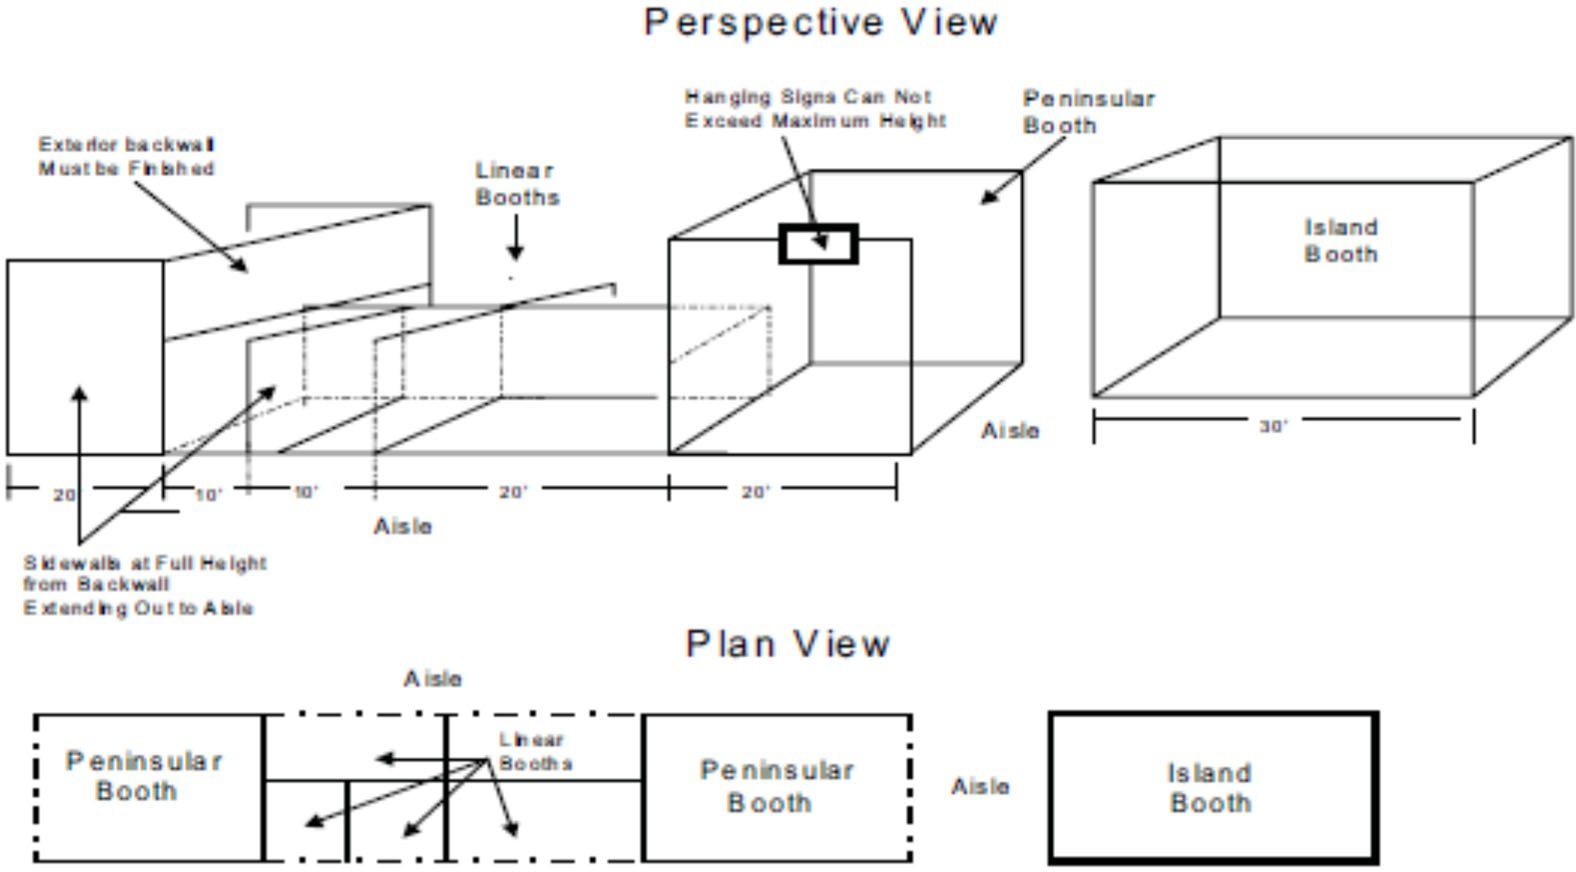 Perspective View
Hanging Signs Can Not
Exceed Maximum Height
Peninsular
Booth
Exterior backwall
Must be Finished
Linear
Booths
Island
Booth
Aisle
30'
20
10'
10'
20'
20'
Aisle
Sidewalls at Full Height
from Backwall
Extending Out to Aisle
Plan View
Aisle
Linear
Booths
Peninsular
Booth
Peninsular
Booth
Aisle
Island
Booth